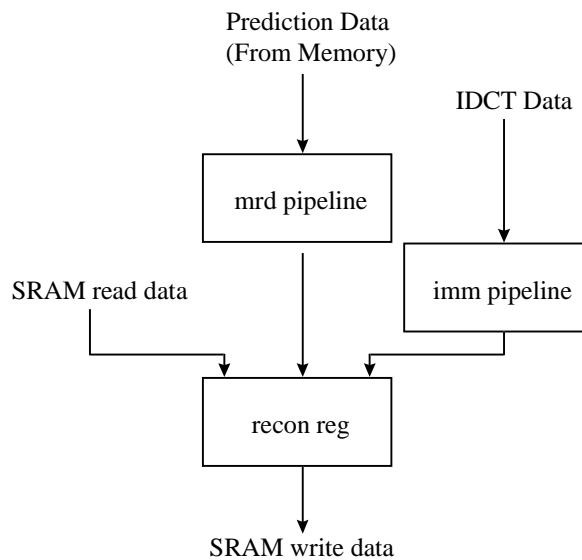 Prediction Data
(From Memory)
IDCT Data
mrd pipeline
SRAM read data
imm pipeline
recon reg
SRAM write data